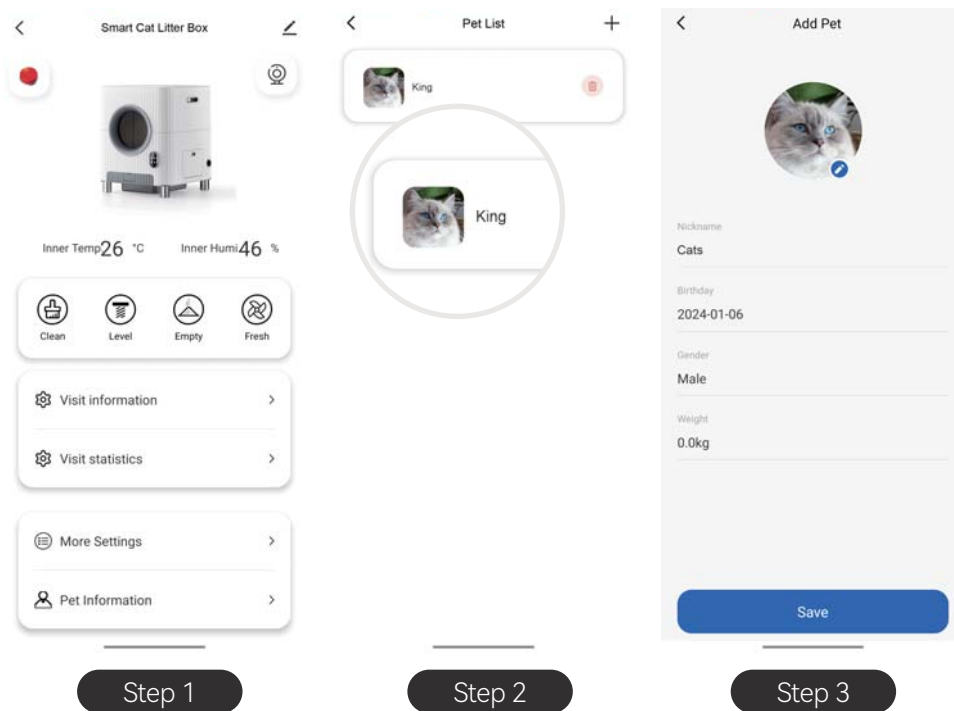 Smart Cat Litter Box
Inner Temp26 °C Inner Humi46 %
Clean Level Empty Fresh
Visit information
Visit statistics
More Settings
Pet Information
Step 1
Pet List
King
King
Step 2
Add Pet
Nickname
Cats
Birthday
2024-01-06
Gender
Male
Weight
0.0kg
Save
Step 3